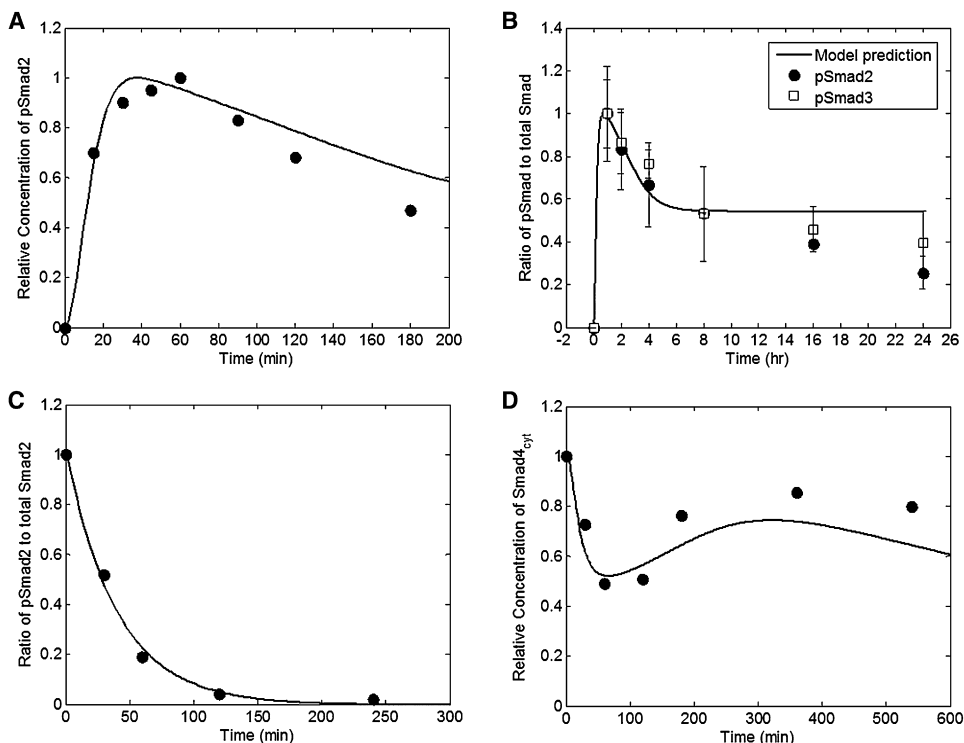 A
Relative Concentration of pSmad2
1.2
1
0.8
0.6
0.4
0.2
0
0 20 40 60 80 100 120 140 160 180 200
Time (min)
B
Ratio of pSmad to total Smad
1.4
1.2
1
0.8
0.6
0.4
0.2
0
-2 0 2 4 6 8 10 12 14 16 18 20 22 24 26
Time (hr)
Model prediction
pSmad2
pSmad3
C
Ratio of pSmad2 to total Smad2
1.2
1
0.8
0.6
0.4
0.2
0
0 50 100 150 200 250 300
Time (min)
D
Relative Concentration of Smad4cyt
1.2
1
0.8
0.6
0.4
0.2
0
0 100 200 300 400 500 600
Time (min)